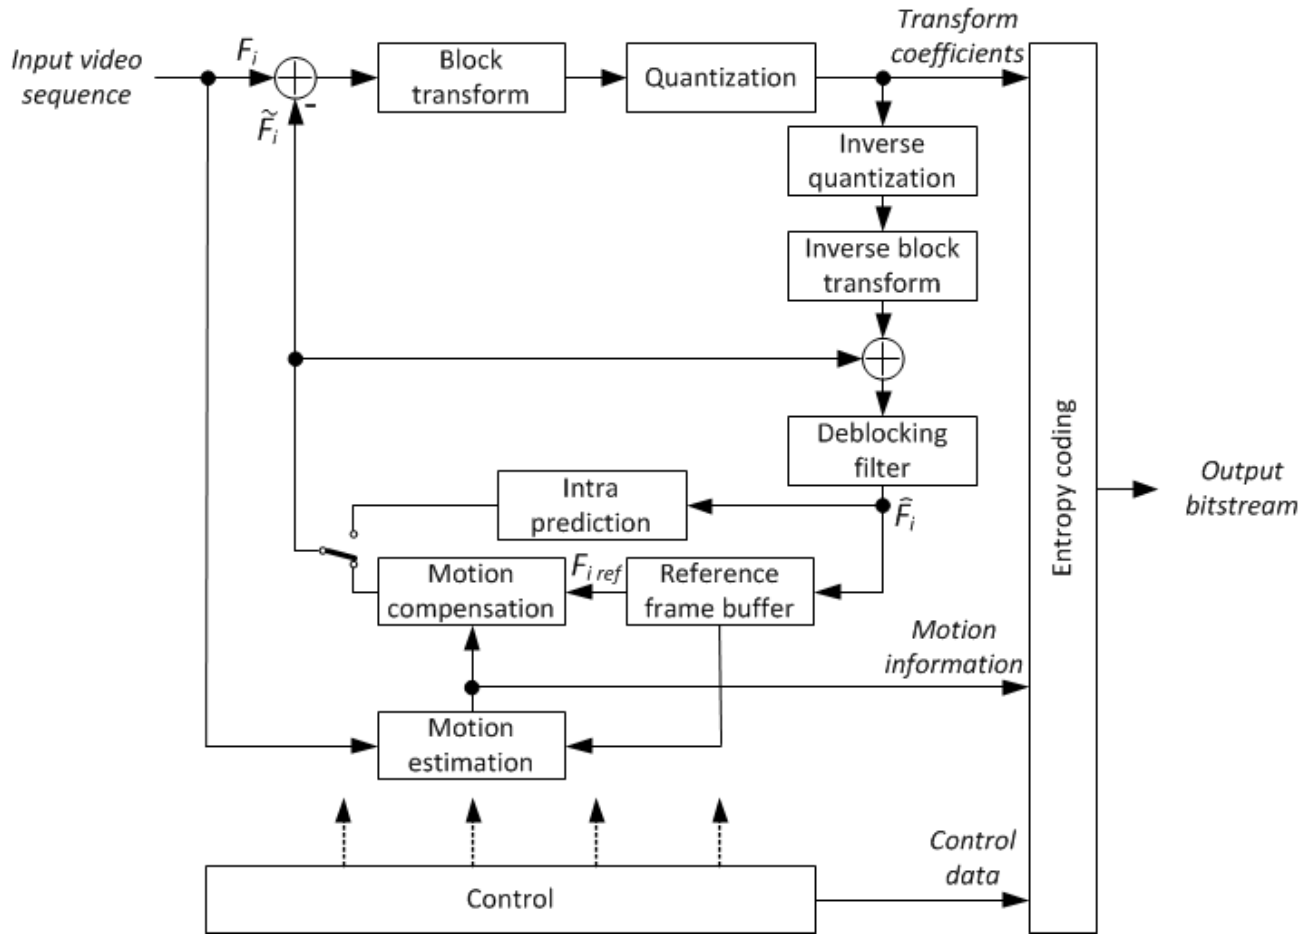 Input video
sequence
F_i
F̃_i
-
Block
transform
Quantization
Transform
coefficients
Inverse
quantization
Inverse block
transform
Deblocking
filter
F̂_i
Intra
prediction
Motion
compensation
F_i ref
Reference
frame buffer
Motion
information
Motion
estimation
Control
Control
data
Entropy coding
Output
bitstream